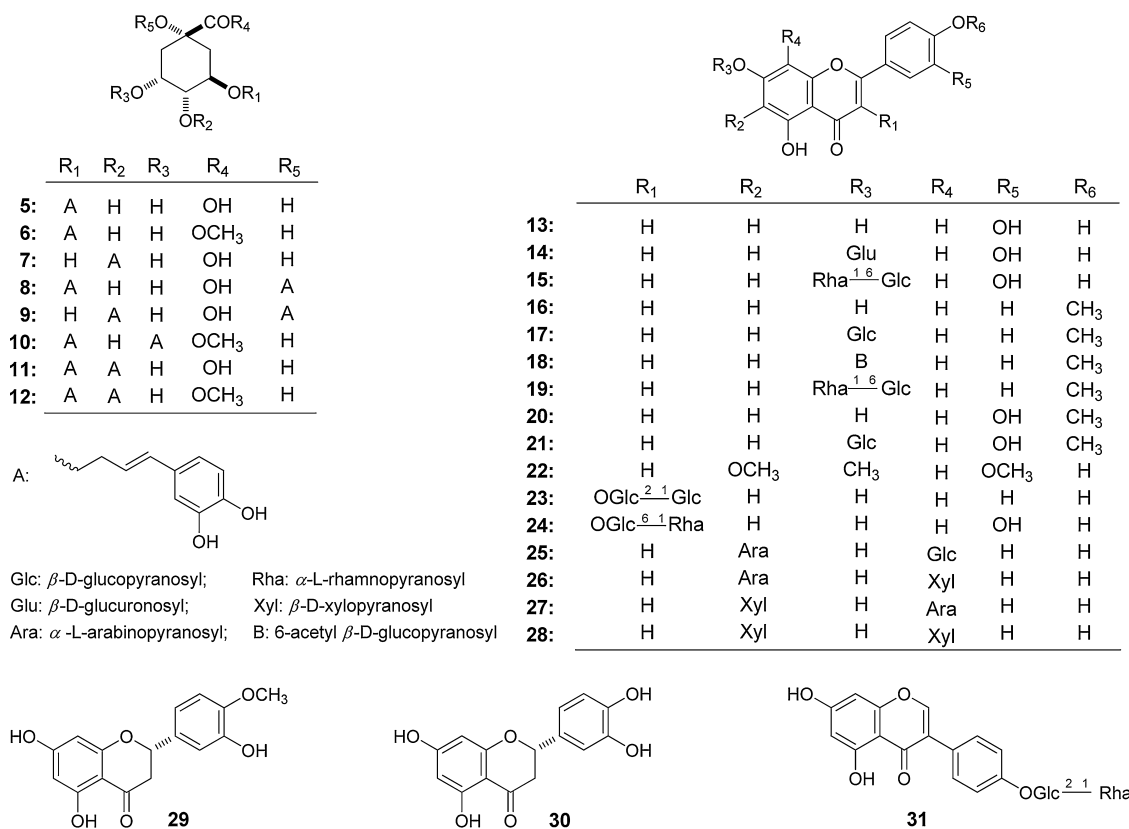 R₅O COR₄
R₃O OR₁
OR₂
R₁ R₂ R₃ R₄ R₅
5: A H H OH H
6: A H H OCH₃ H
7: H A H OH H
8: A H H OH A
9: H A H OH A
10: A H A OCH₃ H
11: A A H OH H
12: A A H OCH₃ H
A:
OH
OH
Glc: β-D-glucopyranosyl; Rha: α-L-rhamnopyranosyl
Glu: β-D-glucuronosyl; Xyl: β-D-xylopyranosyl
Ara: α -L-arabinopyranosyl; B: 6-acetyl β-D-glucopyranosyl
OR₆
R₄
R₃O O R₅
R₂ R₁
OH O
R₁ R₂ R₃ R₄ R₅ R₆
13: H H H H OH H
14: H H Glu H OH H
15: H H Rha 1 6 Glc H OH H
16: H H H H H CH₃
17: H H Glc H H CH₃
18: H H B H H CH₃
19: H H Rha 1 6 Glc H H CH₃
20: H H H H OH CH₃
21: H H Glc H OH CH₃
22: H OCH₃ CH₃ H OCH₃ H
23: OGlc 2 1 Glc H H H H H
24: OGlc 6 1 Rha H H H OH H
25: H Ara H Glc H H
26: H Ara H Xyl H H
27: H Xyl H Ara H H
28: H Xyl H Xyl H H
OCH₃
HO O OH
OH O 29
OH
HO O OH
OH O 30
HO O
OH O
OGlc 2 1 Rha
31